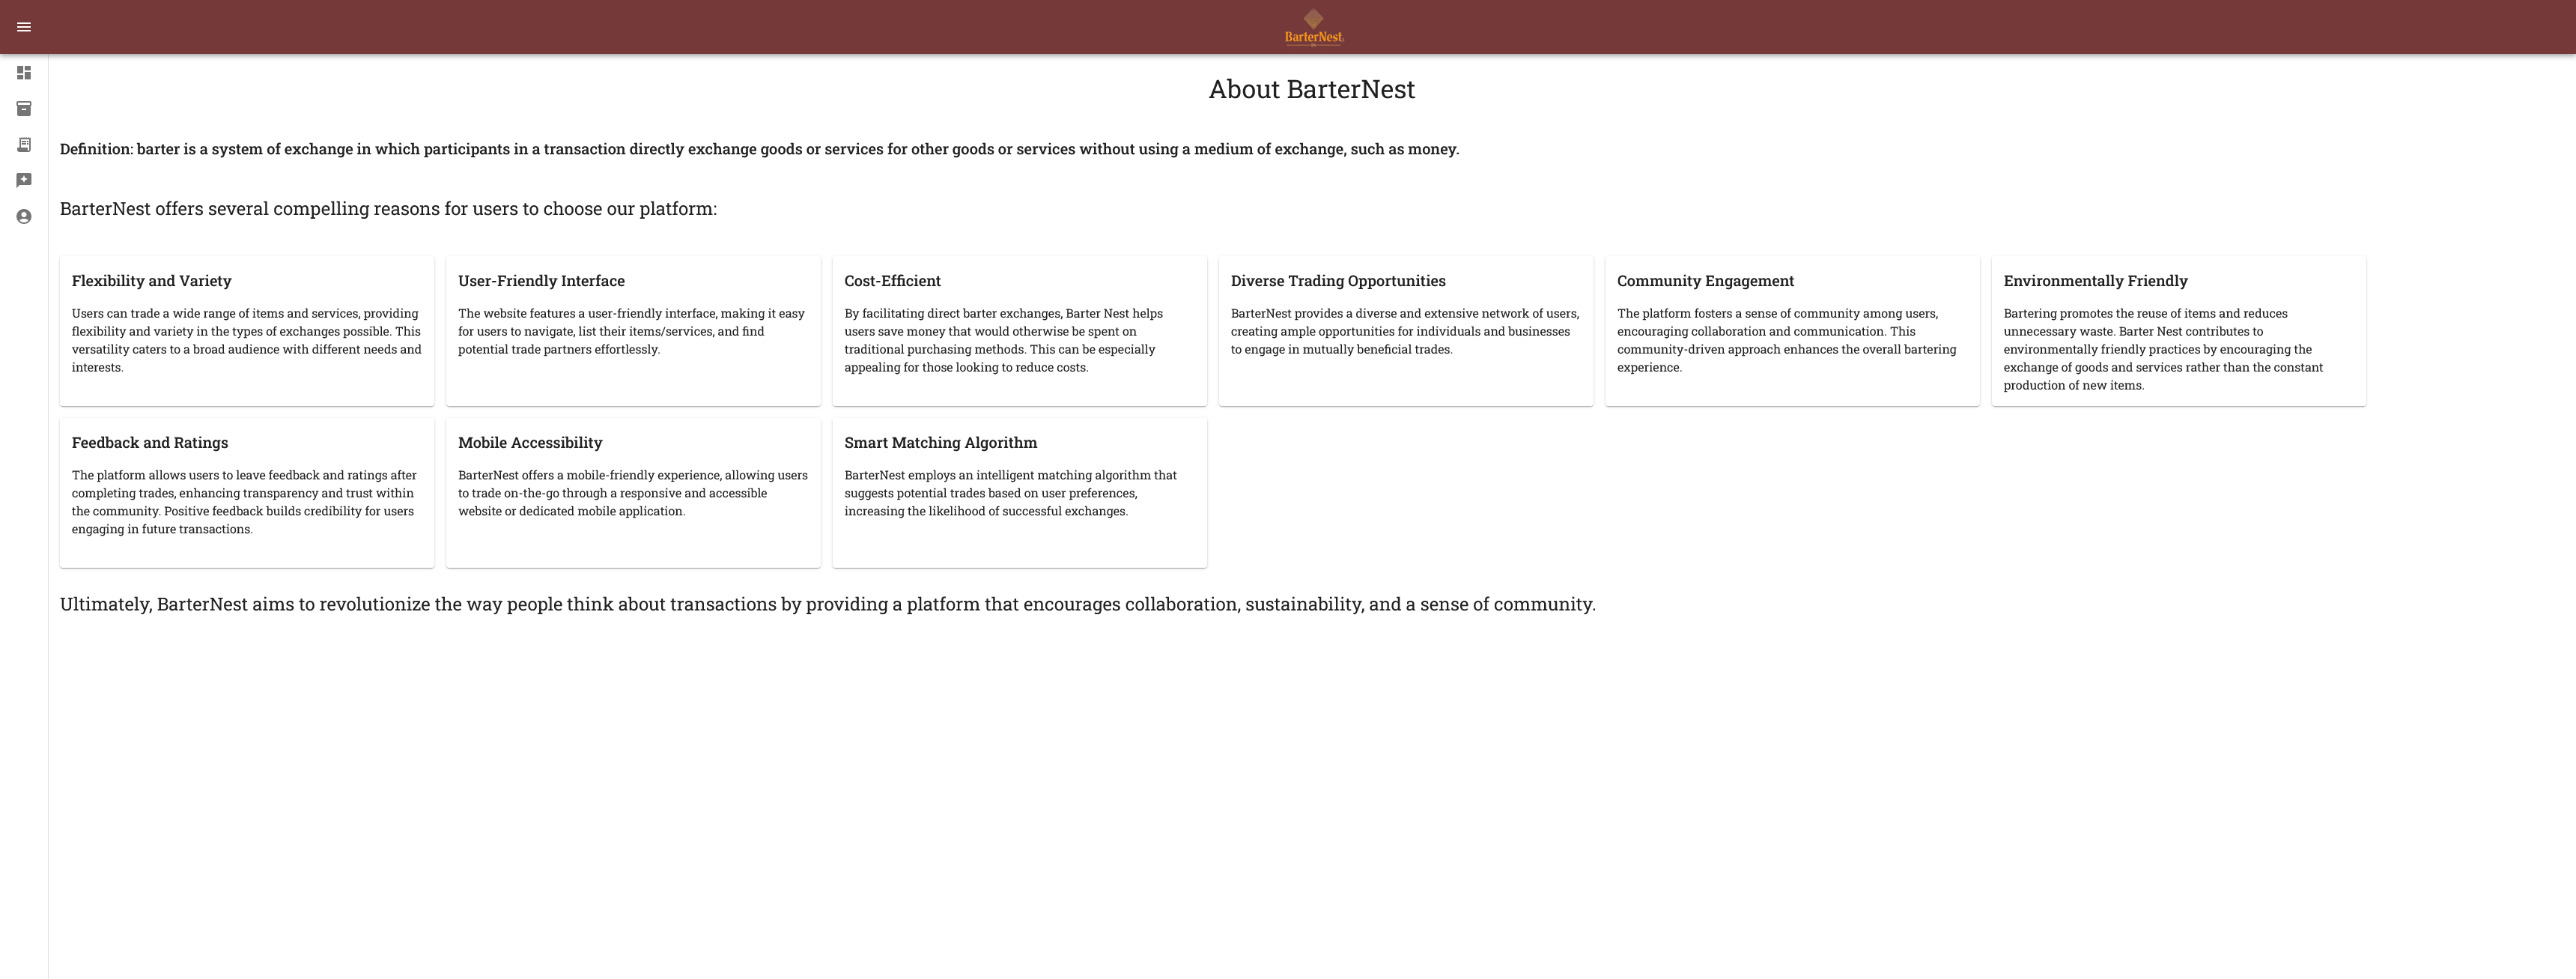 BarterNest
About BarterNest
Definition: barter is a system of exchange in which participants in a transaction directly exchange goods or services for other goods or services without using a medium of exchange, such as money.
BarterNest offers several compelling reasons for users to choose our platform:
Flexibility and Variety
Users can trade a wide range of items and services, providing
flexibility and variety in the types of exchanges possible. This
versatility caters to a broad audience with different needs and
interests.
User-Friendly Interface
The website features a user-friendly interface, making it easy
for users to navigate, list their items/services, and find
potential trade partners effortlessly.
Cost-Efficient
By facilitating direct barter exchanges, Barter Nest helps
users save money that would otherwise be spent on
traditional purchasing methods. This can be especially
appealing for those looking to reduce costs.
Diverse Trading Opportunities
BarterNest provides a diverse and extensive network of users,
creating ample opportunities for individuals and businesses
to engage in mutually beneficial trades.
Community Engagement
The platform fosters a sense of community among users,
encouraging collaboration and communication. This
community-driven approach enhances the overall bartering
experience.
Environmentally Friendly
Bartering promotes the reuse of items and reduces
unnecessary waste. Barter Nest contributes to
environmentally friendly practices by encouraging the
exchange of goods and services rather than the constant
production of new items.
Feedback and Ratings
The platform allows users to leave feedback and ratings after
completing trades, enhancing transparency and trust within
the community. Positive feedback builds credibility for users
engaging in future transactions.
Mobile Accessibility
BarterNest offers a mobile-friendly experience, allowing users
to trade on-the-go through a responsive and accessible
website or dedicated mobile application.
Smart Matching Algorithm
BarterNest employs an intelligent matching algorithm that
suggests potential trades based on user preferences,
increasing the likelihood of successful exchanges.
Ultimately, BarterNest aims to revolutionize the way people think about transactions by providing a platform that encourages collaboration, sustainability, and a sense of community.